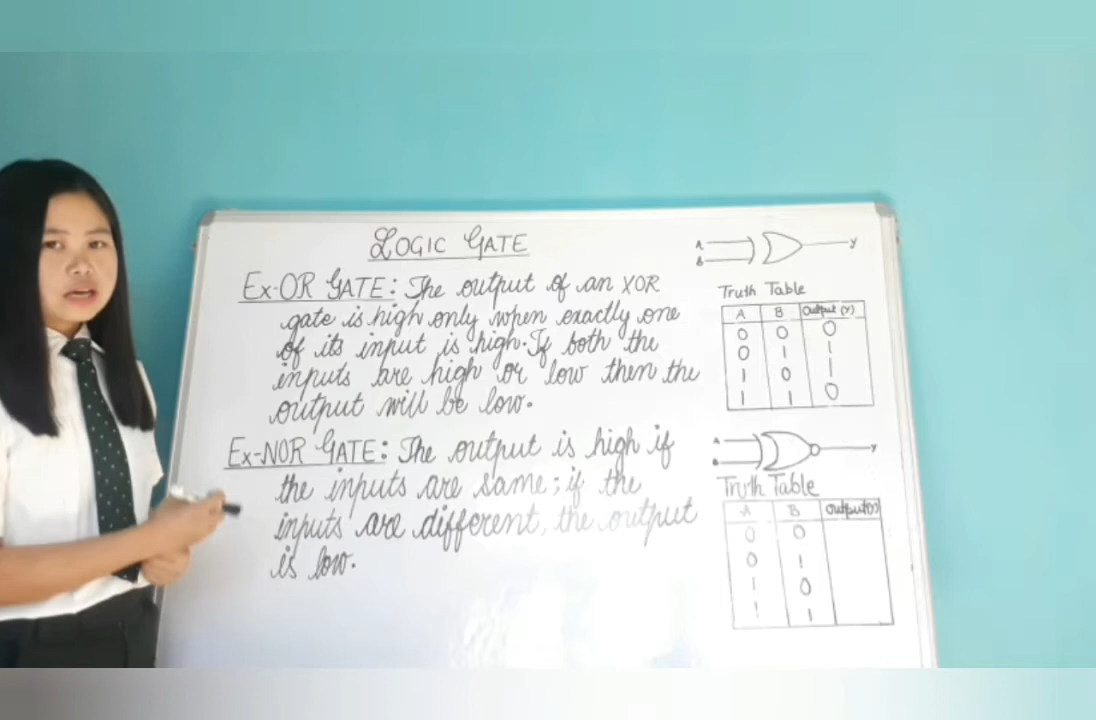 LOGIC GATE
Ex-OR GATE: The output of an XOR
gate is high only when exactly one
of its input is high. If both the
inputs are high or low then the
output will be low.
Ex-NOR GATE: The output is high if
the inputs are same; if the
inputs are different, the output
is low.
A
B
Y
Truth Table
A B Output (Y)
0 0 0
0 1 1
1 0 1
1 1 0
A
B
Y
Truth Table
A B output(Y)
0 0
0 1
1 0
1 1